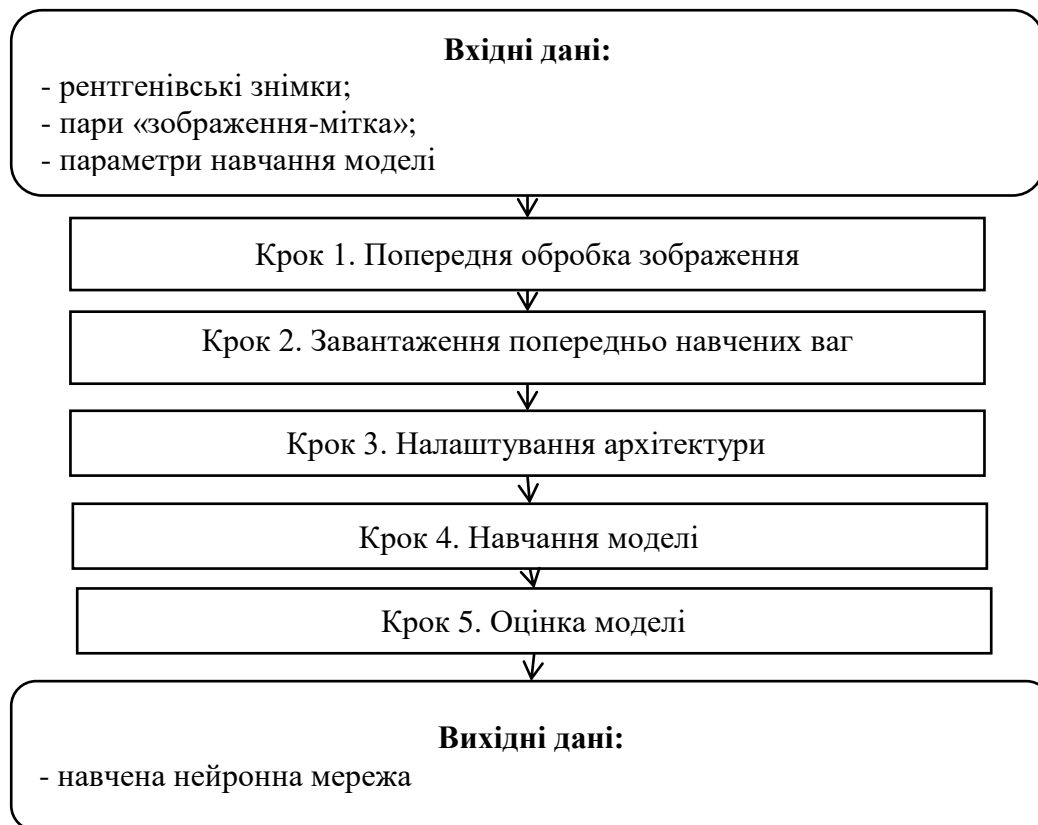 Вхідні дані:
- рентгенівські знімки;
- пари «зображення-мітка»;
- параметри навчання моделі
Крок 1. Попередня обробка зображення
Крок 2. Завантаження попередньо навчених ваг
Крок 3. Налаштування архітектури
Крок 4. Навчання моделі
Крок 5. Оцінка моделі
Вихідні дані:
- навчена нейронна мережа